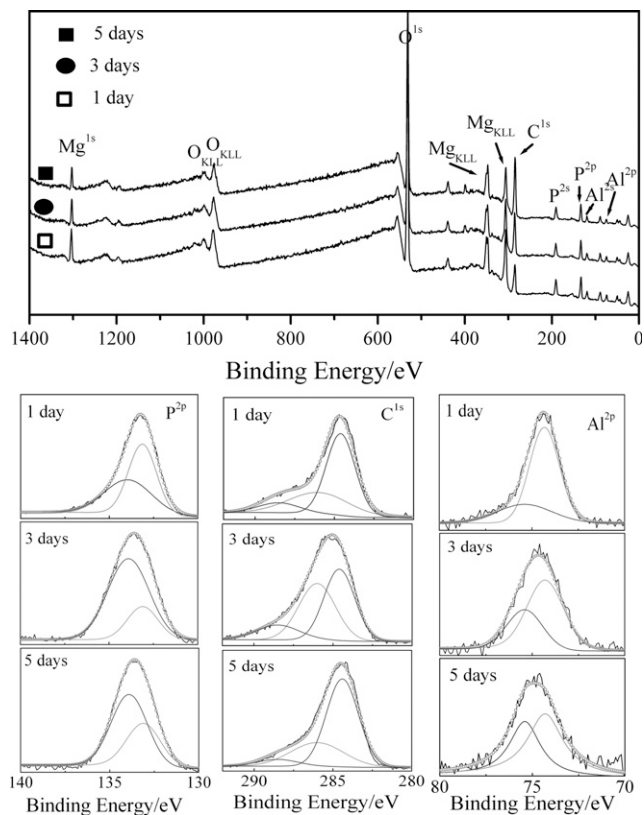 5 days
3 days
1 day
Mg1s
OKLL OKLL
O1s
MgKLL
MgKLL
C1s
P2s
P2p
Al2s
Al2p
1400 1200 1000 800 600 400 200 0
Binding Energy/eV
1 day P2p
3 days
5 days
140 135 130
Binding Energy/eV
1 day C1s
3 days
5 days
290 285 280
Binding Energy/eV
1 day Al2p
3 days
5 days
80 75 70
Binding Energy/eV